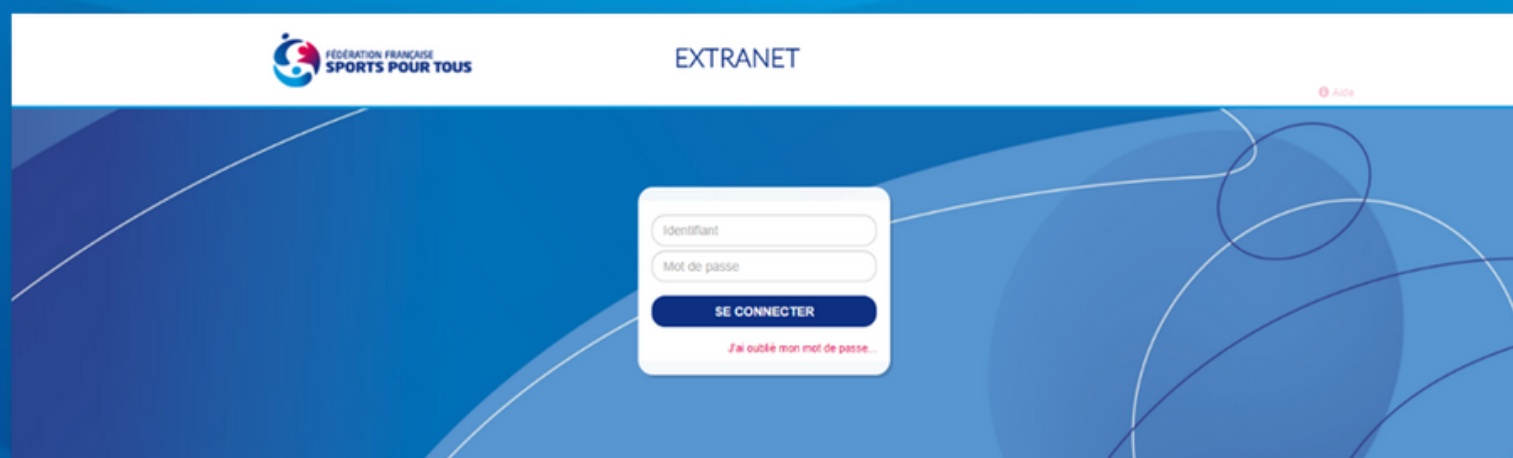 FÉDÉRATION FRANÇAISE
SPORTS POUR TOUS
EXTRANET
Aide
Identifiant
Mot de passe
SE CONNECTER
J'ai oublié mon mot de passe...